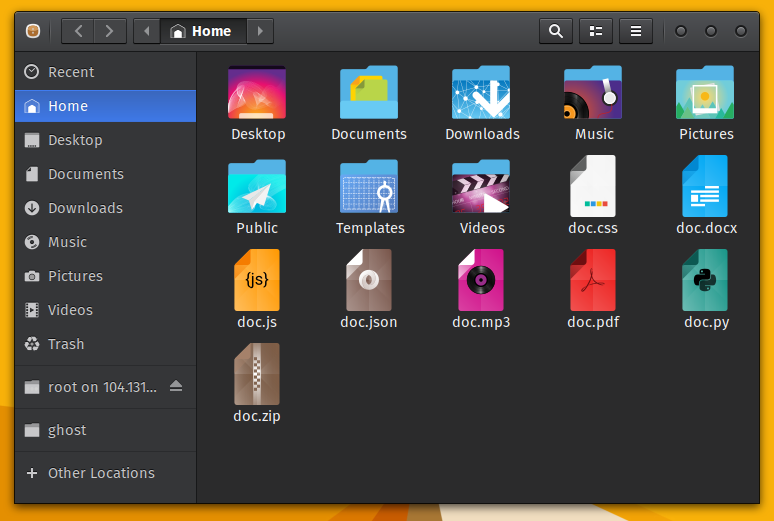 Home
Recent
Home
Desktop
Documents
Downloads
Music
Pictures
Videos
Trash
root on 104.131...
ghost
Other Locations
Desktop
Documents
Downloads
Music
Pictures
Public
Templates
Videos
doc.css
doc.docx
{js}
doc.js
doc.json
doc.mp3
doc.pdf
doc.py
doc.zip